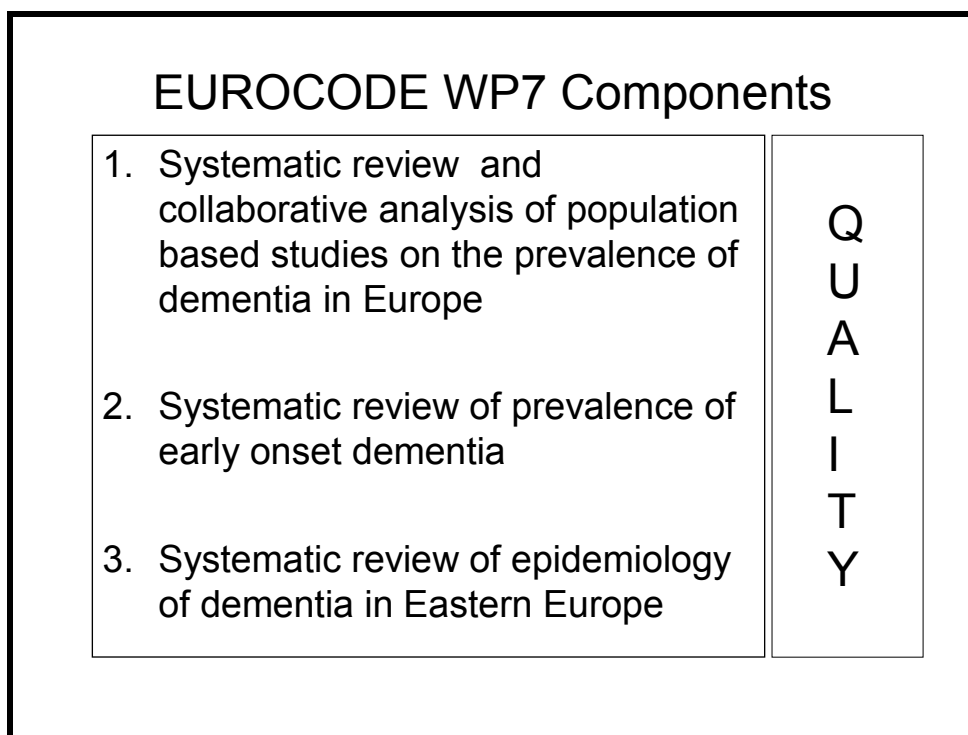 EUROCODE WP7 Components
1. Systematic review  and
collaborative analysis of population
based studies on the prevalence of
dementia in Europe
2. Systematic review of prevalence of
early onset dementia
3. Systematic review of epidemiology
of dementia in Eastern Europe
Q
U
A
L
I
T
Y